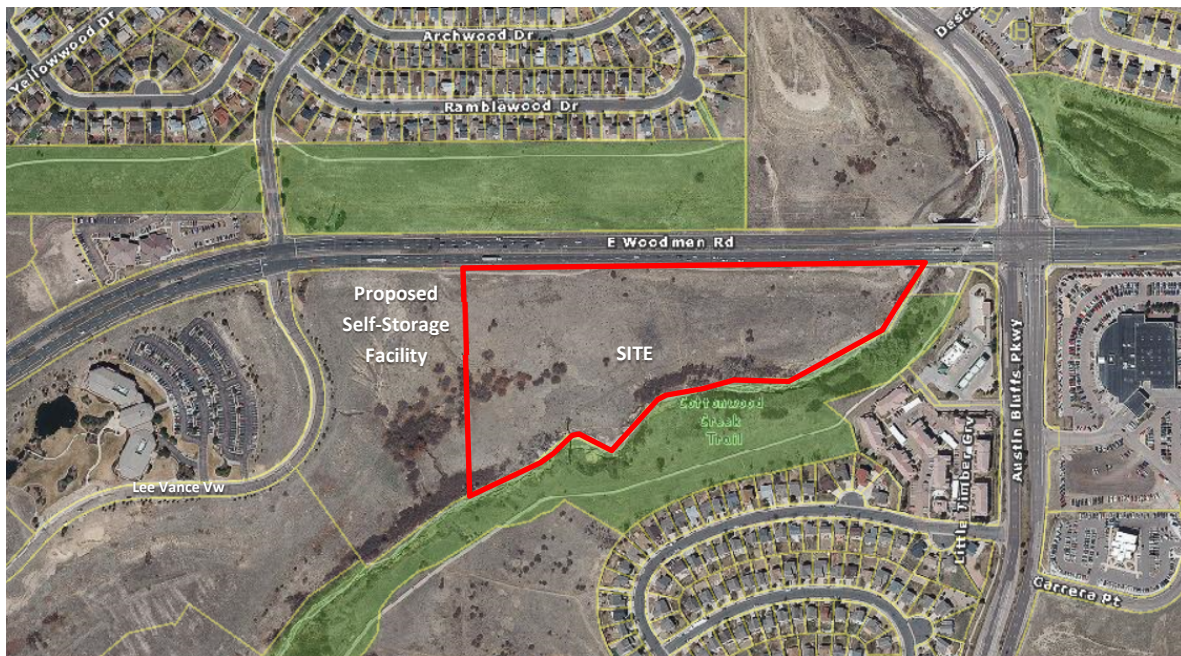 Yellowwood Dr
Archwood Dr
Ramblewood Dr
E Woodmen Rd
Proposed
Self-Storage
Facility
SITE
Cottonwood
Creek
Trail
Lee Vance Vw
Little Timber Grv
Austin Bluffs Pkwy
Carrera Pt